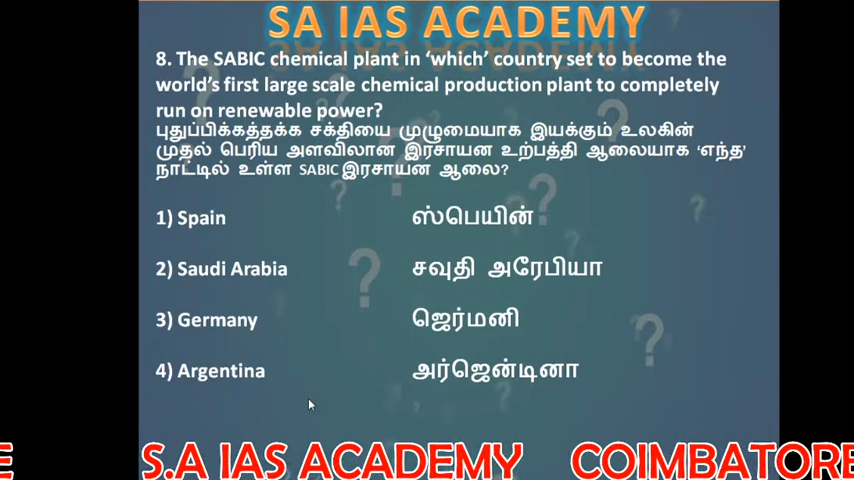 SA IAS ACADEMY
8. The SABIC chemical plant in ‘which’ country set to become the
world’s first large scale chemical production plant to completely
run on renewable power?
புதுப்பிக்கத்தக்க சக்தியை முழுமையாக இயக்கும் உலகின்
முதல் பெரிய அளவிலான இரசாயன உற்பத்தி ஆலையாக ‘எந்த’
நாட்டில் உள்ள SABIC இரசாயன ஆலை?
1) Spain ஸ்பெயின்
2) Saudi Arabia சவுதி அரேபியா
3) Germany ஜெர்மனி
4) Argentina அர்ஜென்டினா
E S.A IAS ACADEMY COIMBATORE